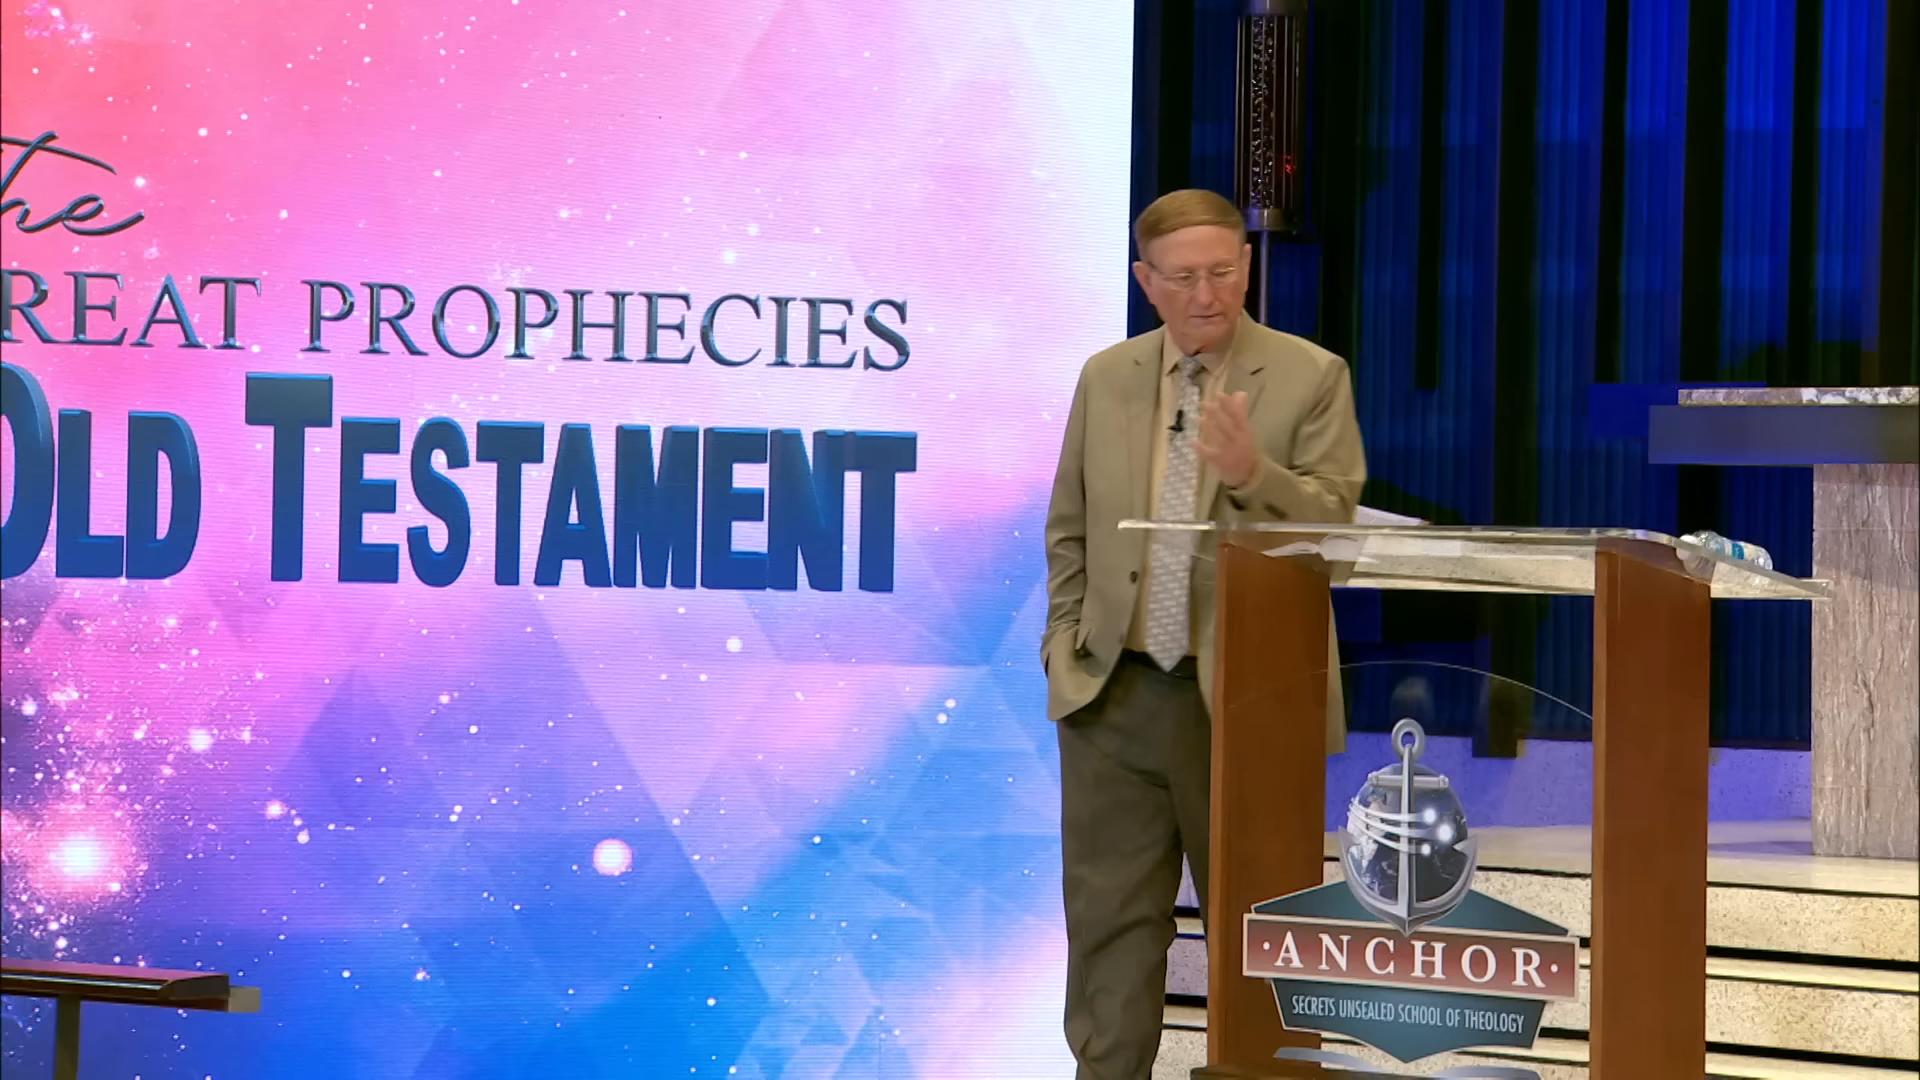 The
REAT PROPHECIES
OLD TESTAMENT
·ANCHOR·
SECRETS UNSEALED SCHOOL OF THEOLOGY